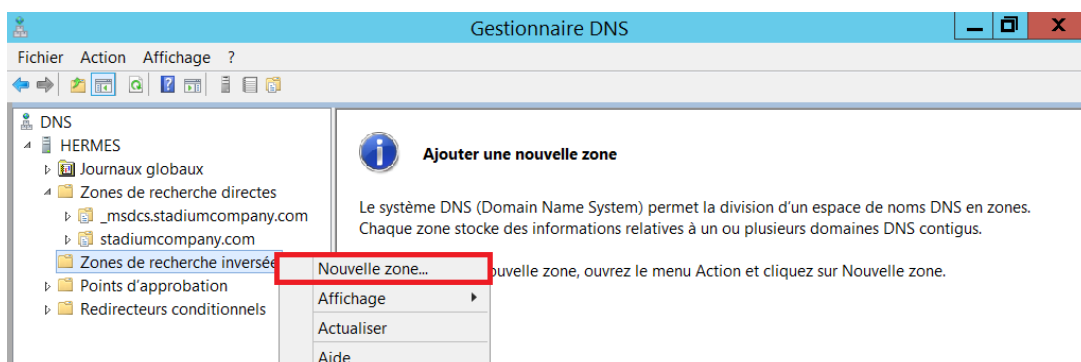 Gestionnaire DNS
Fichier Action Affichage ?
DNS
HERMES
Journaux globaux
Zones de recherche directes
_msdcs.stadiumcompany.com
stadiumcompany.com
Zones de recherche inversée
Points d'approbation
Redirecteurs conditionnels
Nouvelle zone...
Affichage
Actualiser
Aide
Ajouter une nouvelle zone
Le système DNS (Domain Name System) permet la division d'un espace de noms DNS en zones.
Chaque zone stocke des informations relatives à un ou plusieurs domaines DNS contigus.
ouvelle zone, ouvrez le menu Action et cliquez sur Nouvelle zone.